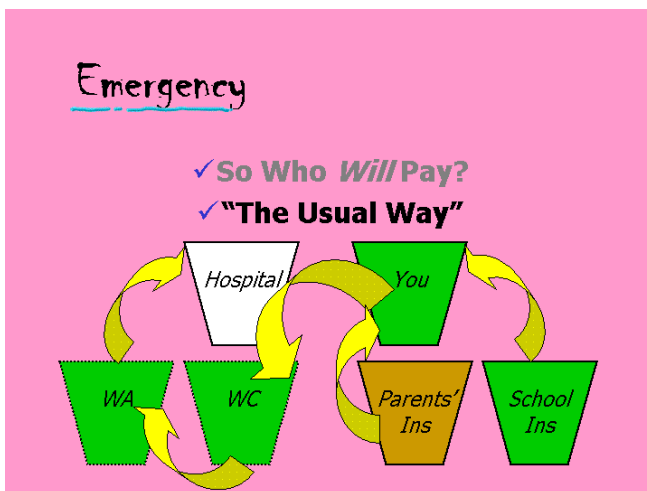 Emergency
So Who Will Pay?
“The Usual Way”
Hospital
You
WA
WC
Parents’
Ins
School
Ins